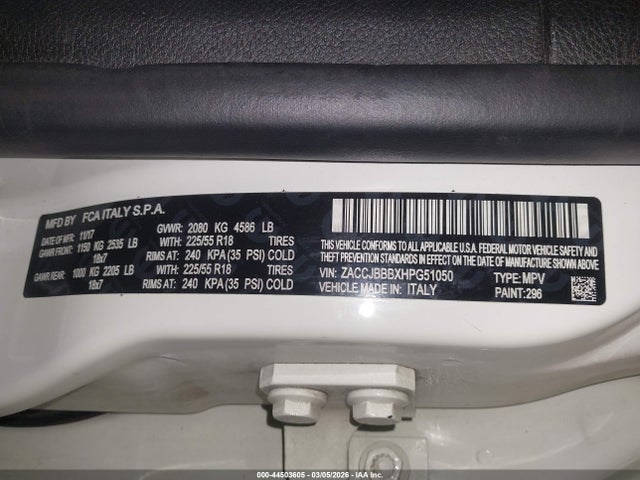 MFD BY FCA ITALY S.P.A.
DATE OF MFR: 11/17 GVWR: 2080 KG 4586 LB
GAWR FRONT: 1150 KG 2535 LB WITH: 225/55 R18 TIRES
18x7 RIMS AT: 240 KPA (35 PSI) COLD
GAWR REAR: 1000 KG 2205 LB WITH: 225/55 R18 TIRES
18x7 RIMS AT: 240 KPA (35 PSI) COLD
THIS VEHICLE CONFORMS TO ALL APPLICABLE U.S.A. FEDERAL MOTOR VEHICLE
SAFETY, BUMPER, AND THEFT PREVENTION STANDARDS
IN EFFECT ON THE DATE OF MANUFACTURE SHOWN ABOVE
VIN: ZACCJBBBXHPG51050 TYPE: MPV
VEHICLE MADE IN: ITALY PAINT: 296
000-44503605 - 03/05/2026 - IAA Inc.